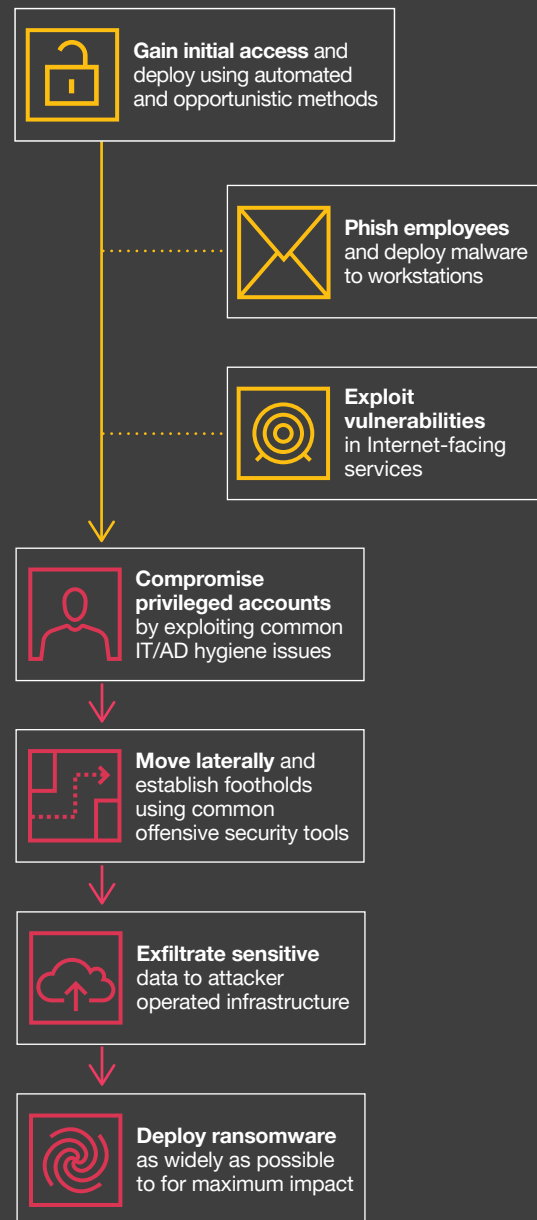 Gain initial access and
deploy using automated
and opportunistic methods
Phish employees
and deploy malware
to workstations
Exploit
vulnerabilities
in Internet-facing
services
Compromise
privileged accounts
by exploiting common
IT/AD hygiene issues
Move laterally and
establish footholds
using common
offensive security tools
Exfiltrate sensitive
data to attacker
operated infrastructure
Deploy ransomware
as widely as possible
to for maximum impact